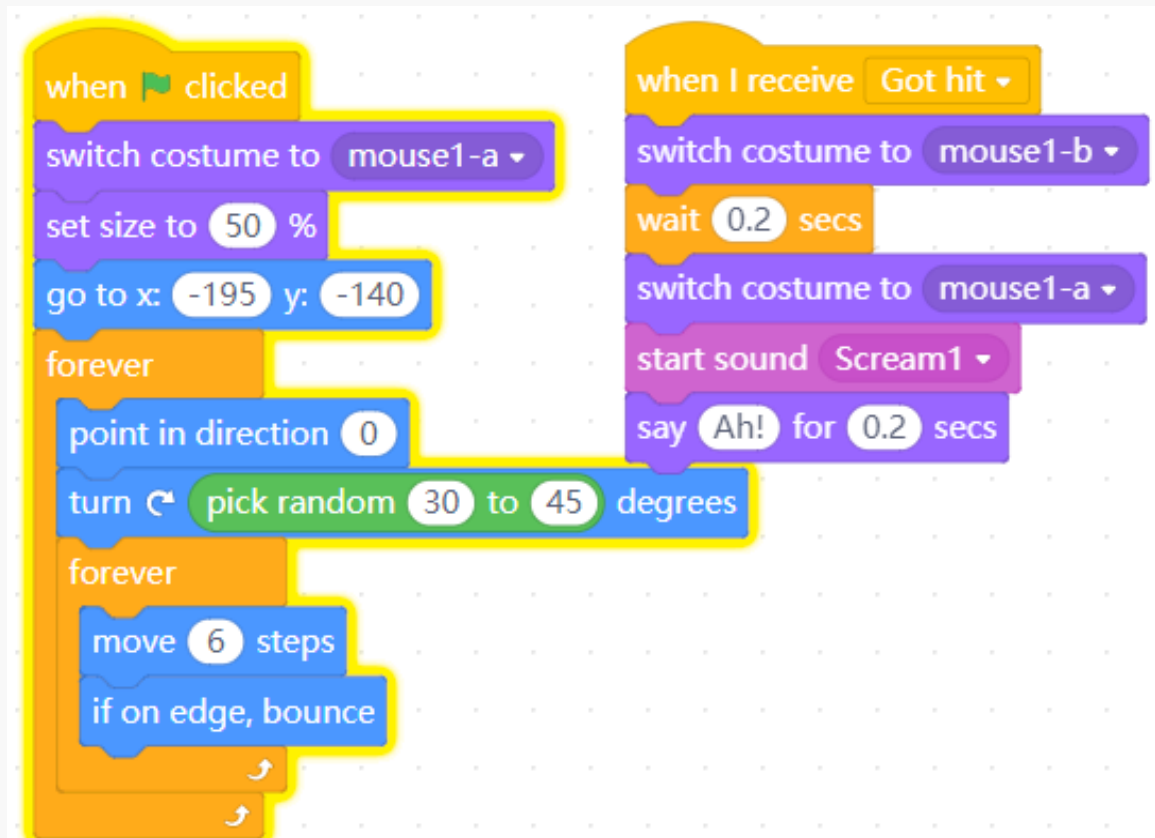 when clicked
switch costume to mouse1-a
set size to 50 %
go to x: -195 y: -140
forever
point in direction 0
turn pick random 30 to 45 degrees
forever
move 6 steps
if on edge, bounce
when I receive Got hit
switch costume to mouse1-b
wait 0.2 secs
switch costume to mouse1-a
start sound Scream1
say Ah! for 0.2 secs